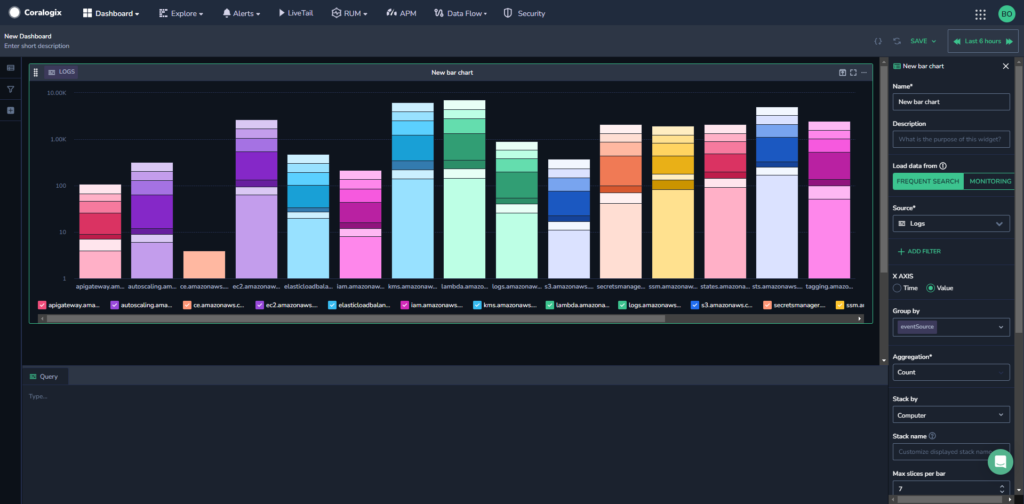 Coralogix Dashboard Explore Alerts LiveTail RUM APM Data Flow Security BO
New Dashboard
Enter short description
{} SAVE Last 6 hours
LOGS New bar chart
10.00K
1.00K
100
10
1
apigateway.ama... autoscaling.am... ce.amazonaws.... ec2.amazonaw... elasticloadbala... iam.amazonaw... kms.amazonaw... lambda.amazo... logs.amazonaw... s3.amazonaws.... secretsmanage... ssm.amazonaw... states.amazona... sts.amazonaws.... tagging.amazo...
apigateway.ama... autoscaling.ama... ce.amazonaws.c... ec2.amazonaws... elasticloadbalan... iam.amazonaws... kms.amazonaws... lambda.amazon... logs.amazonaws... s3.amazonaws.c... secretsmanager....
Query
Type...
New bar chart
Name*
New bar chart
Description
What is the purpose of this widget?
Load data from
FREQUENT SEARCH MONITORING
Source*
Logs
+ ADD FILTER
X AXIS
Time Value
Group by
eventSource
Aggregation*
Count
Stack by
Computer
Stack name
Customize displayed stack name
Max slices per bar
7